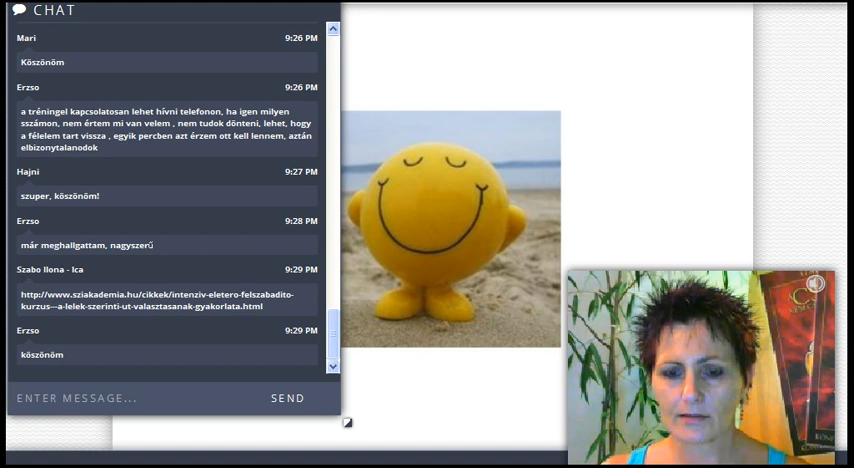 CHAT
Mari 9:26 PM
Köszönöm
Erzso 9:26 PM
a tréningel kapcsolatosan lehet hívni telefonon, ha igen milyen
sszámon, nem értem mi van velem , nem tudok dönteni, lehet, hogy
a félelem tart vissza , egyik percben azt érzem ott kell lennem, aztán
elbizonytalanodok
Hajni 9:27 PM
szuper, köszönöm!
Erzso 9:28 PM
már meghallgattam, nagyszerű
Szabo Ilona - Ica 9:29 PM
http://www.sziakademia.hu/cikkek/intenziv-eletero-felszabadito-
kurzus---a-lelek-szerinti-ut-valasztasanak-gyakorlata.html
Erzso 9:29 PM
köszönöm
ENTER MESSAGE... SEND